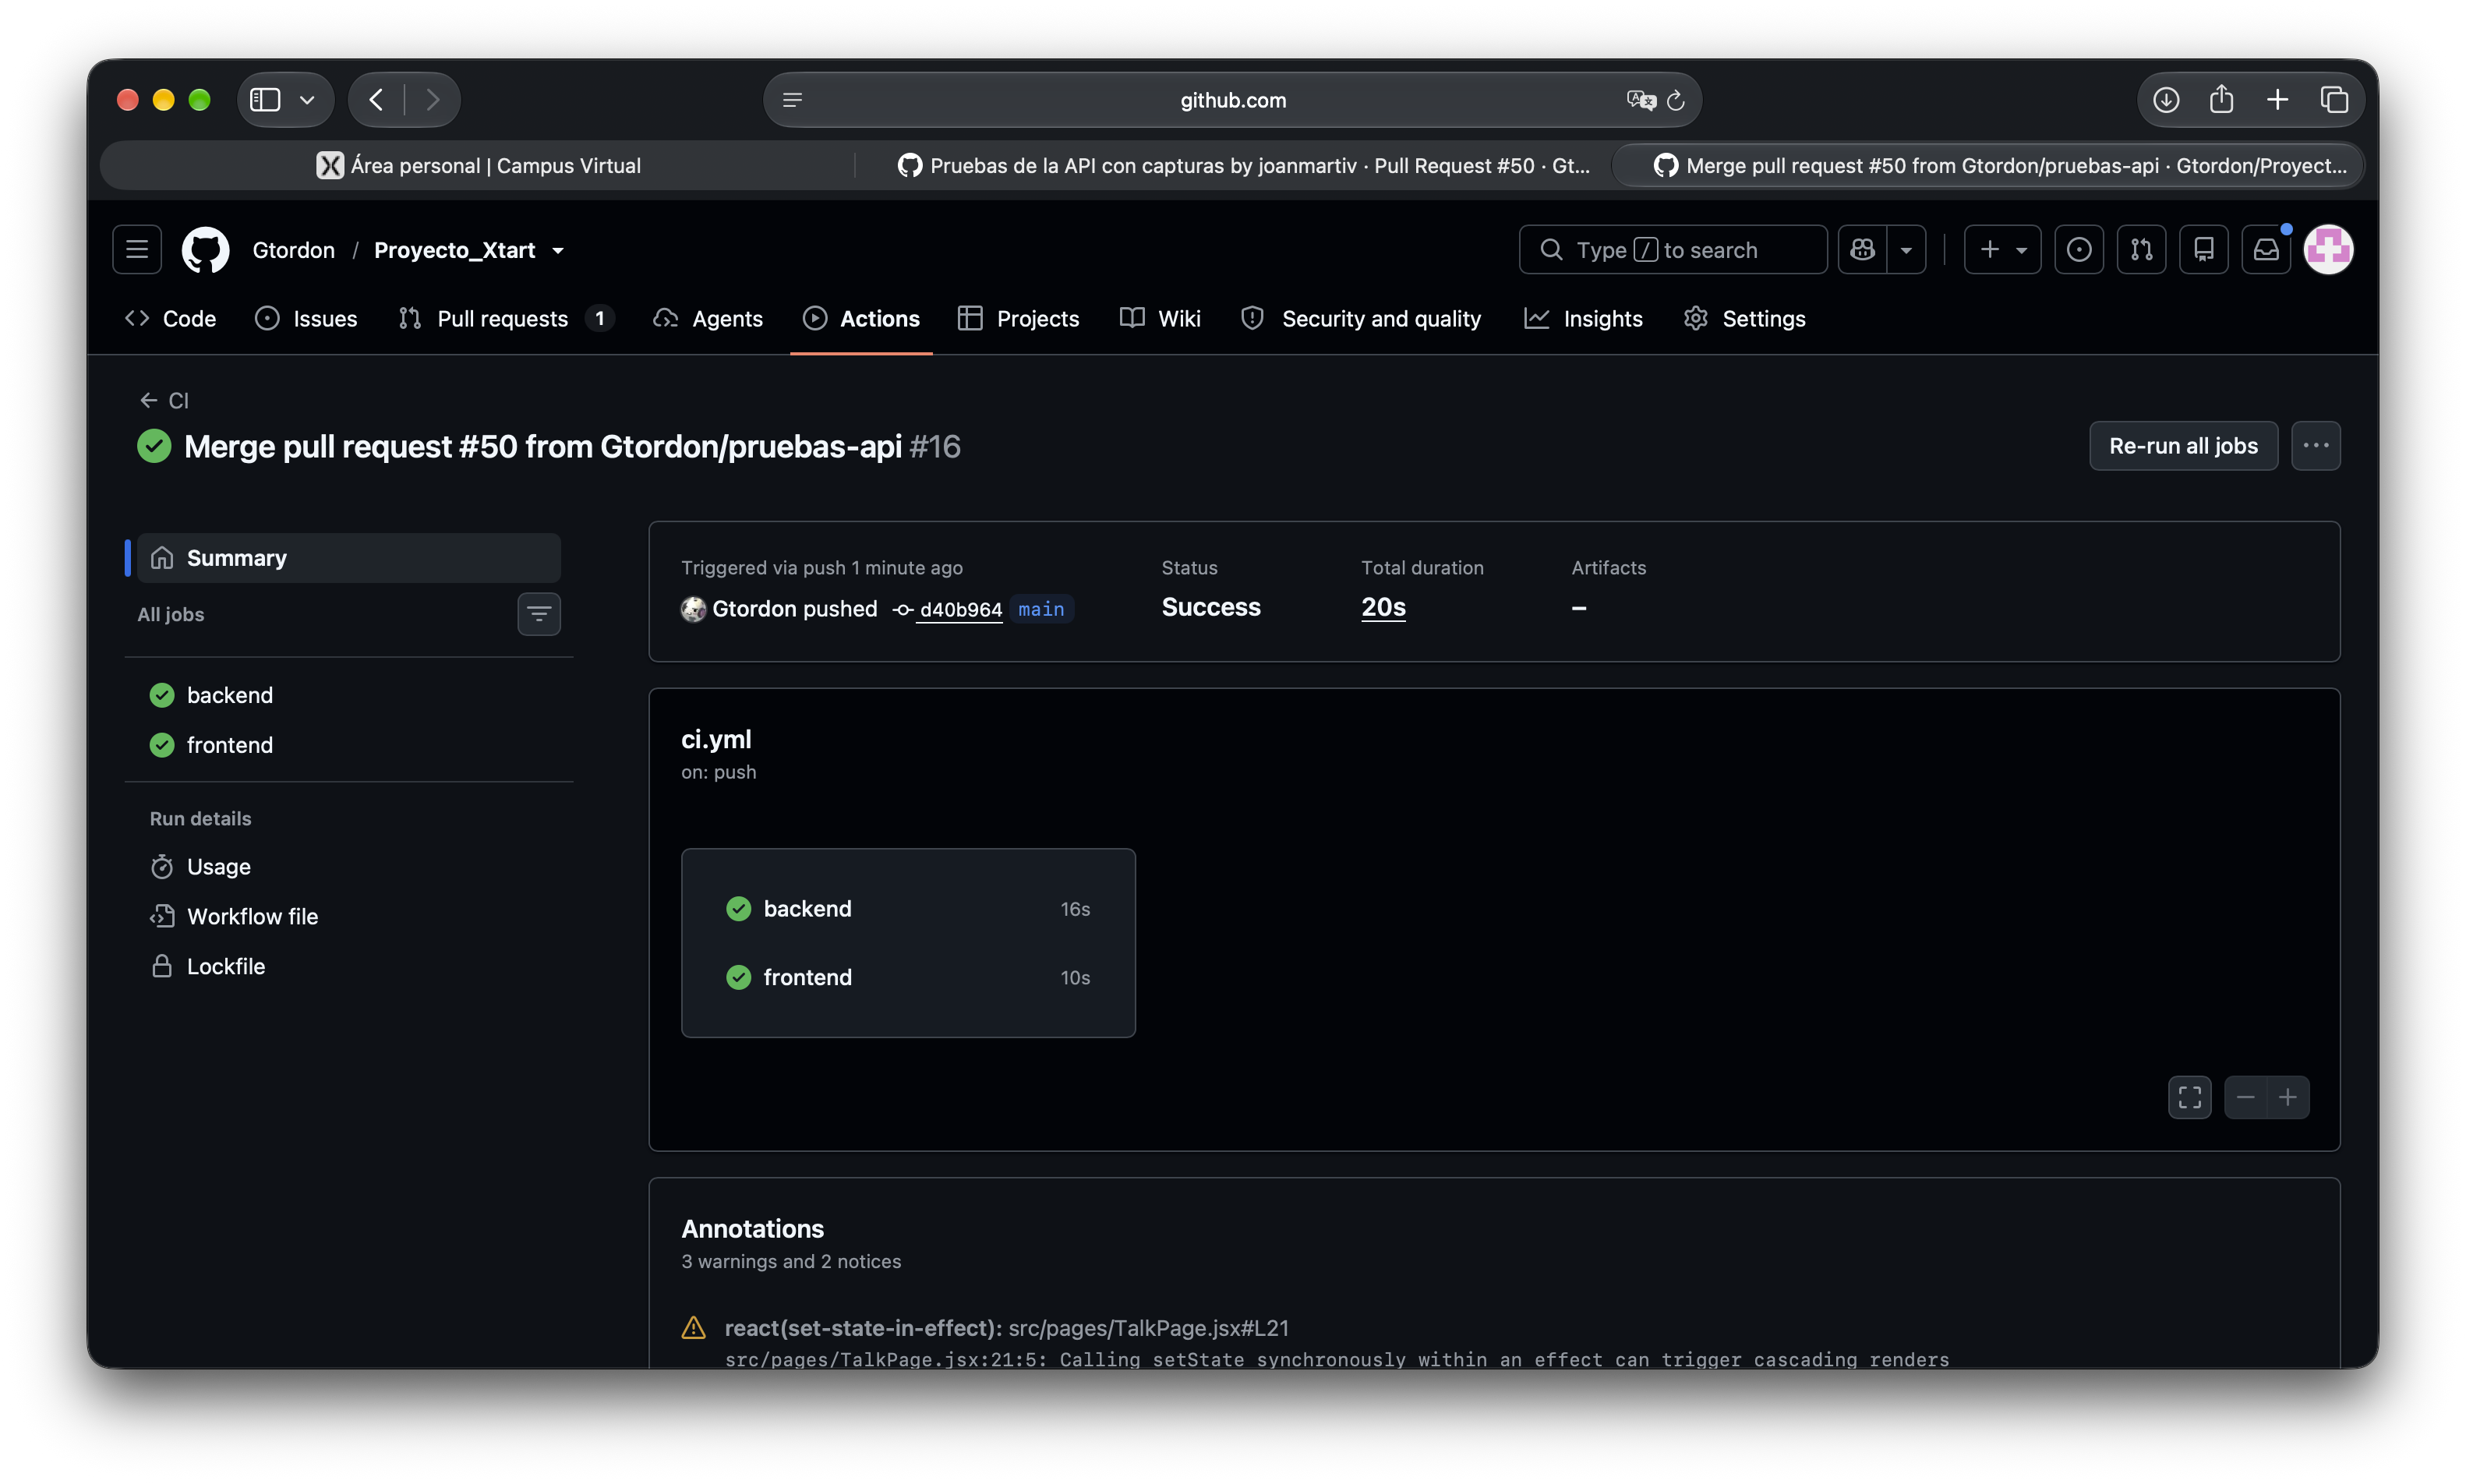 github.com
Área personal | Campus Virtual
Pruebas de la API con capturas by joanmartiv · Pull Request #50 · Gt...
Merge pull request #50 from Gtordon/pruebas-api · Gtordon/Proyect...
Gtordon / Proyecto_Xtart
Type / to search
Code
Issues
Pull requests 1
Agents
Actions
Projects
Wiki
Security and quality
Insights
Settings
← CI
Merge pull request #50 from Gtordon/pruebas-api #16
Re-run all jobs
Summary
All jobs
backend
frontend
Run details
Usage
Workflow file
Lockfile
Triggered via push 1 minute ago
Gtordon pushed d40b964 main
Status
Success
Total duration
20s
Artifacts
–
ci.yml
on: push
backend 16s
frontend 10s
Annotations
3 warnings and 2 notices
react(set-state-in-effect): src/pages/TalkPage.jsx#L21
src/pages/TalkPage.jsx:21:5: Calling setState synchronously within an effect can trigger cascading renders